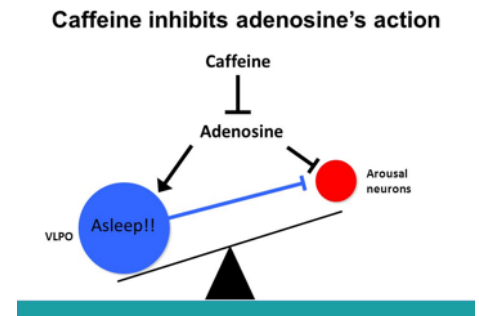 Caffeine inhibits adenosine's action
Caffeine
Adenosine
Arousal
neurons
Asleep!!
VLPO